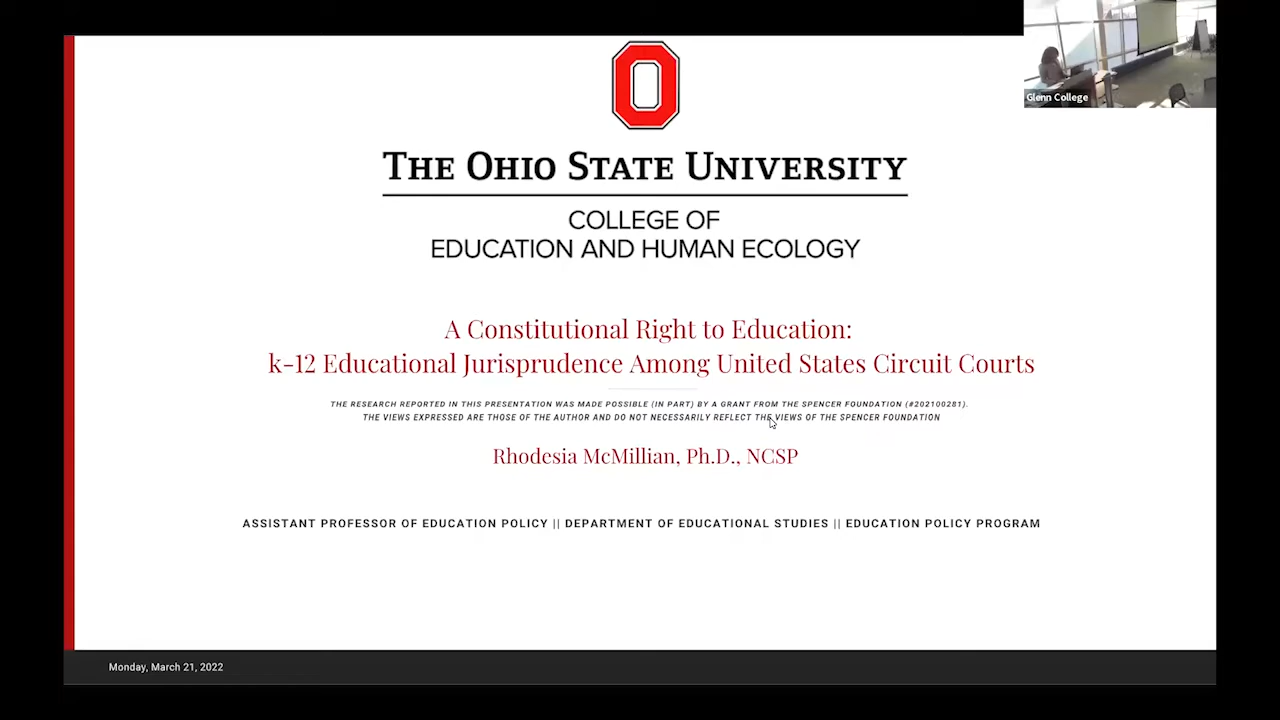 Glenn College
O
THE OHIO STATE UNIVERSITY
COLLEGE OF
EDUCATION AND HUMAN ECOLOGY
A Constitutional Right to Education:
k-12 Educational Jurisprudence Among United States Circuit Courts
THE RESEARCH REPORTED IN THIS PRESENTATION WAS MADE POSSIBLE (IN PART) BY A GRANT FROM THE SPENCER FOUNDATION (#202100281).
THE VIEWS EXPRESSED ARE THOSE OF THE AUTHOR AND DO NOT NECESSARILY REFLECT THE VIEWS OF THE SPENCER FOUNDATION
Rhodesia McMillian, Ph.D., NCSP
ASSISTANT PROFESSOR OF EDUCATION POLICY || DEPARTMENT OF EDUCATIONAL STUDIES || EDUCATION POLICY PROGRAM
Monday, March 21, 2022